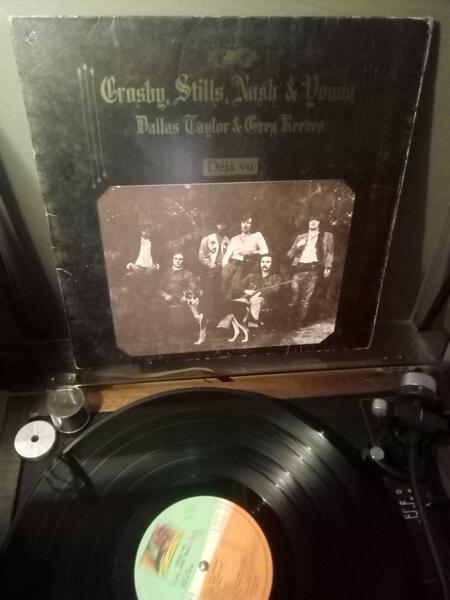 Crosby, Stills, Nash & Young
Dallas Taylor & Greg Reeves
Déjà vu